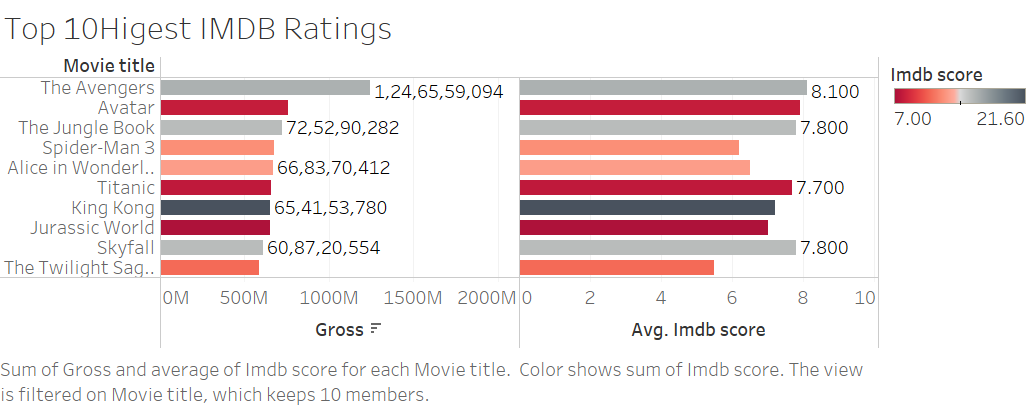 Top 10Higest IMDB Ratings
Movie title
The Avengers 1,24,65,59,094 8.100
Avatar
The Jungle Book 72,52,90,282 7.800
Spider-Man 3
Alice in Wonderl.. 66,83,70,412
Titanic 7.700
King Kong 65,41,53,780
Jurassic World
Skyfall 60,87,20,554 7.800
The Twilight Sag..
0M 500M 1000M 1500M 2000M 0 2 4 6 8 10
Gross Avg. Imdb score
Imdb score
7.00 21.60
Sum of Gross and average of Imdb score for each Movie title. Color shows sum of Imdb score. The view
is filtered on Movie title, which keeps 10 members.